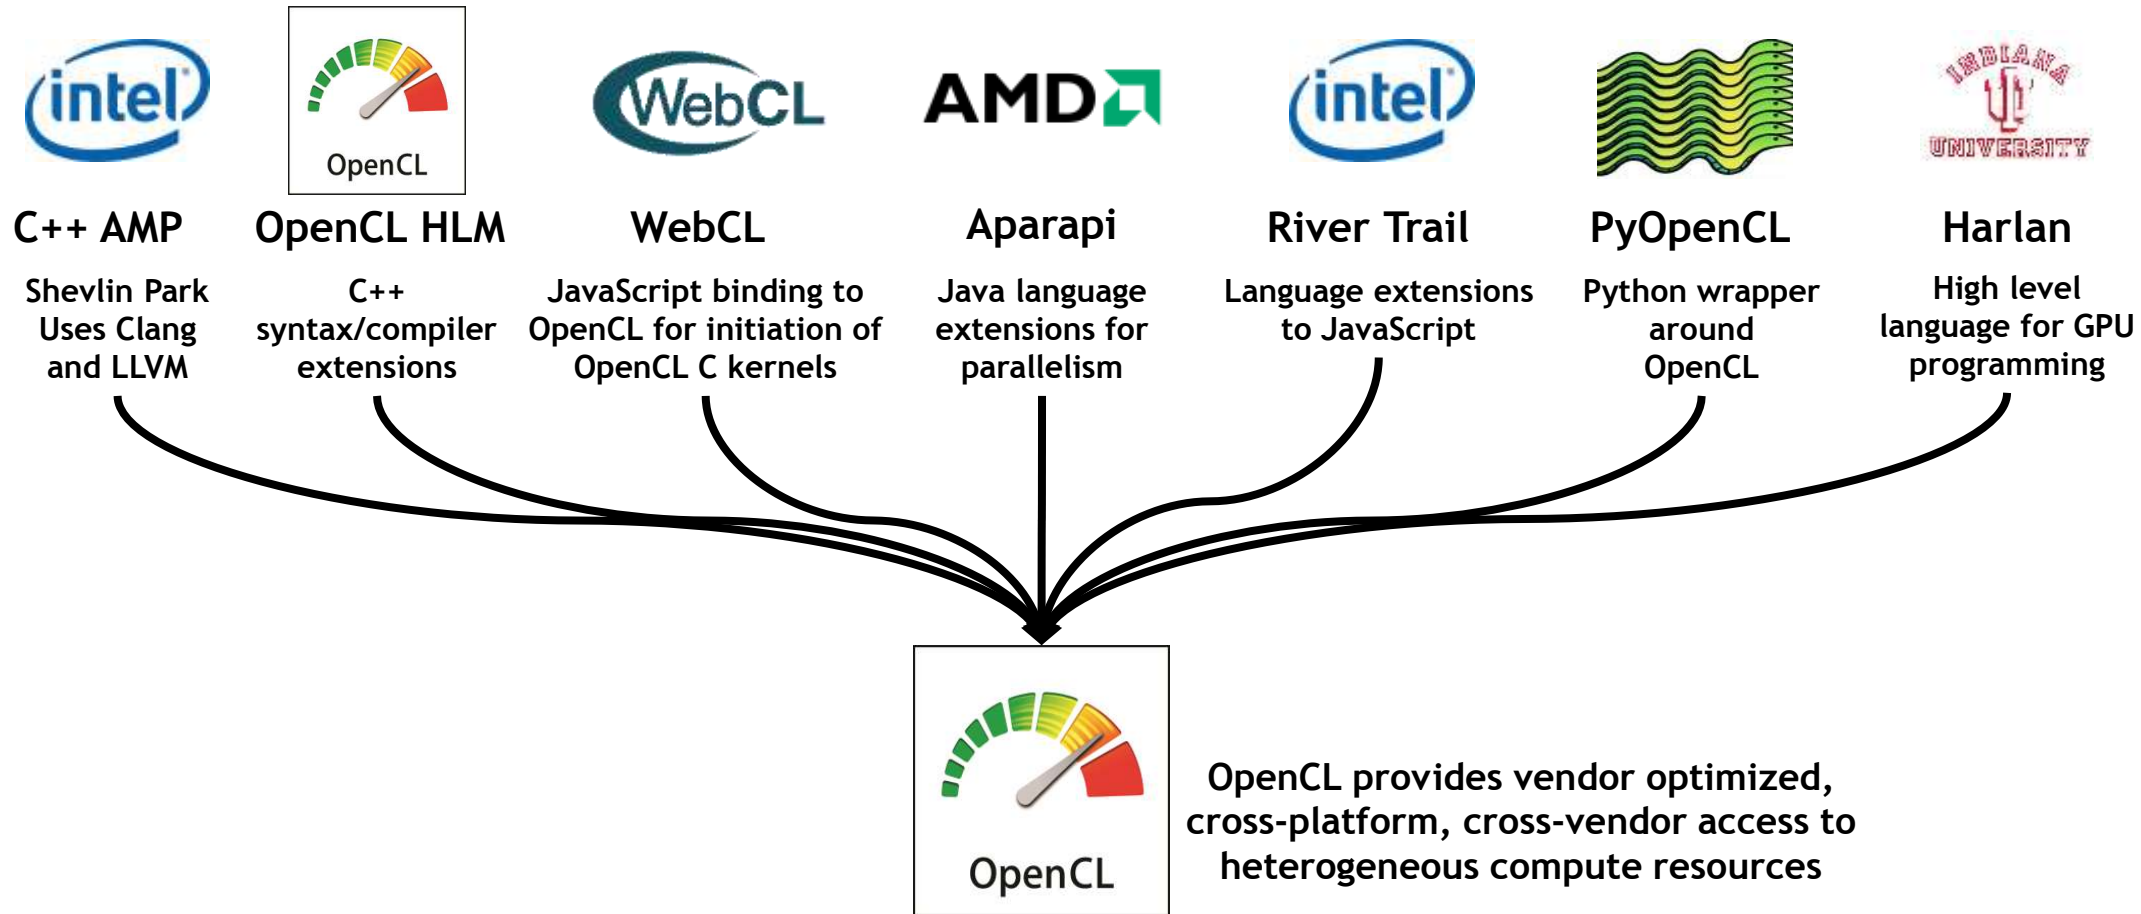 intel
OpenCL
WebCL
AMD
intel
INDIANA
UNIVERSITY
C++ AMP
Shevlin Park
Uses Clang
and LLVM
OpenCL HLM
C++
syntax/compiler
extensions
WebCL
JavaScript binding to
OpenCL for initiation of
OpenCL C kernels
Aparapi
Java language
extensions for
parallelism
River Trail
Language extensions
to JavaScript
PyOpenCL
Python wrapper
around
OpenCL
Harlan
High level
language for GPU
programming
OpenCL
OpenCL provides vendor optimized,
cross-platform, cross-vendor access to
heterogeneous compute resources